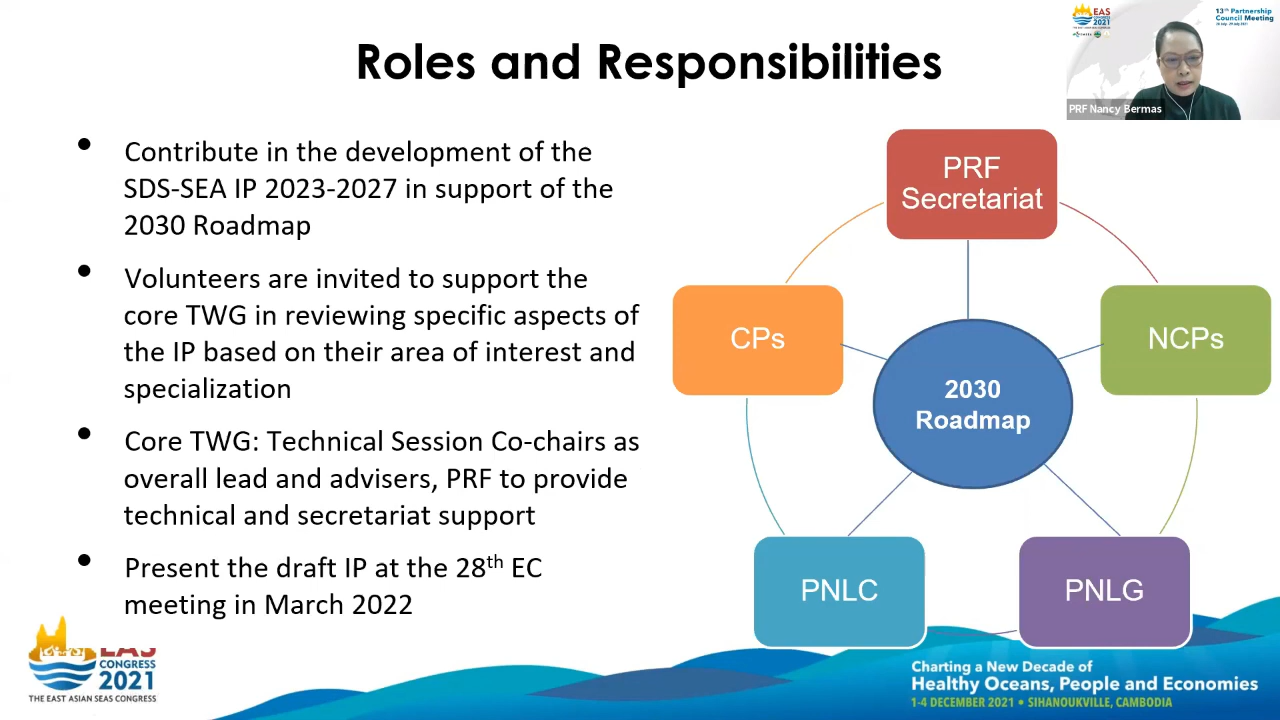 Roles and Responsibilities
EAS
CONGRESS
2021
13th Partnership
Council Meeting
PRF Nancy Bermas
• Contribute in the development of the
SDS-SEA IP 2023-2027 in support of the
2030 Roadmap
• Volunteers are invited to support the
core TWG in reviewing specific aspects of
the IP based on their area of interest and
specialization
• Core TWG: Technical Session Co-chairs as
overall lead and advisers, PRF to provide
technical and secretariat support
• Present the draft IP at the 28th EC
meeting in March 2022
PRF
Secretariat
CPs
NCPs
2030
Roadmap
PNLC
PNLG
EAS
CONGRESS
2021
THE EAST ASIAN SEAS CONGRESS
Charting a New Decade of
Healthy Oceans, People and Economies
1-4 DECEMBER 2021 • SIHANOUKVILLE, CAMBODIA